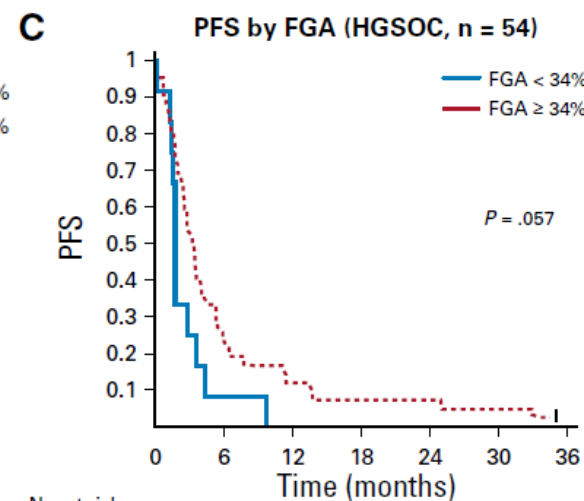 C
PFS by FGA (HGSOC, n = 54)
%
%
FGA < 34%
FGA ≥ 34%
P = .057
PFS
1
0.9
0.8
0.7
0.6
0.5
0.4
0.3
0.2
0.1
0 6 12 18 24 30 36
Time (months)